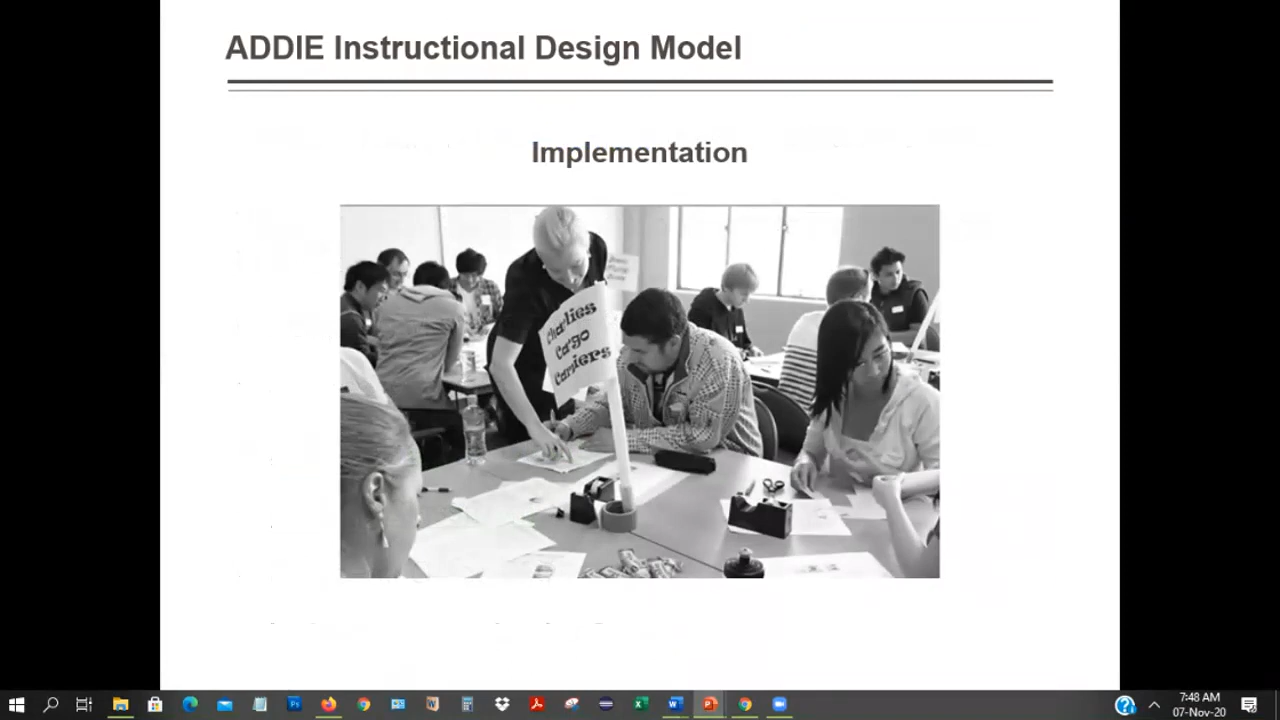 ADDIE Instructional Design Model
Implementation
Charlies
Cargo
Carriers
7:48 AM
07-Nov-20